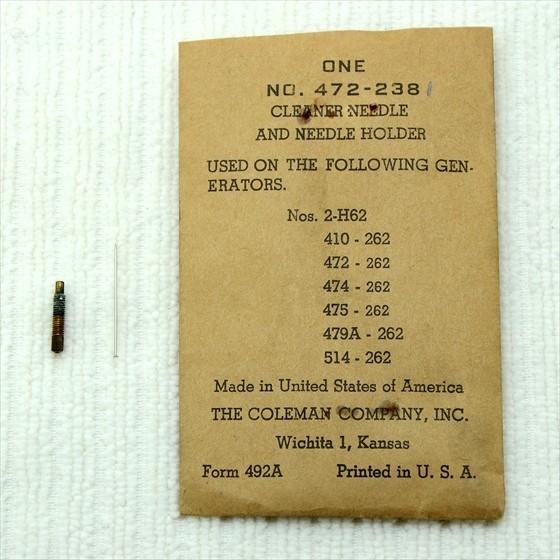 ONE
NO. 472-238
CLEANER NEEDLE
AND NEEDLE HOLDER
USED ON THE FOLLOWING GEN-
ERATORS.
Nos. 2-H62
410 - 262
472 - 262
474 - 262
475 - 262
479A - 262
514 - 262
Made in United States of America
THE COLEMAN COMPANY, INC.
Wichita 1, Kansas
Form 492A Printed in U. S. A.